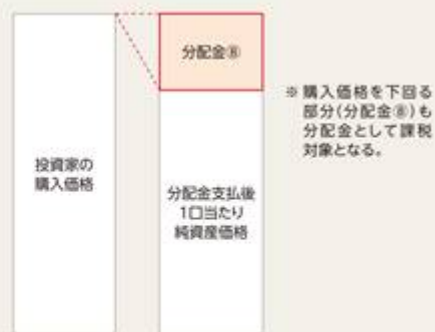 分配金®
※購入価格を下回る
部分(分配金®)も
分配金として課税
対象となる。
投資家の
購入価格
分配金支払後
1口当たり
純資産価格